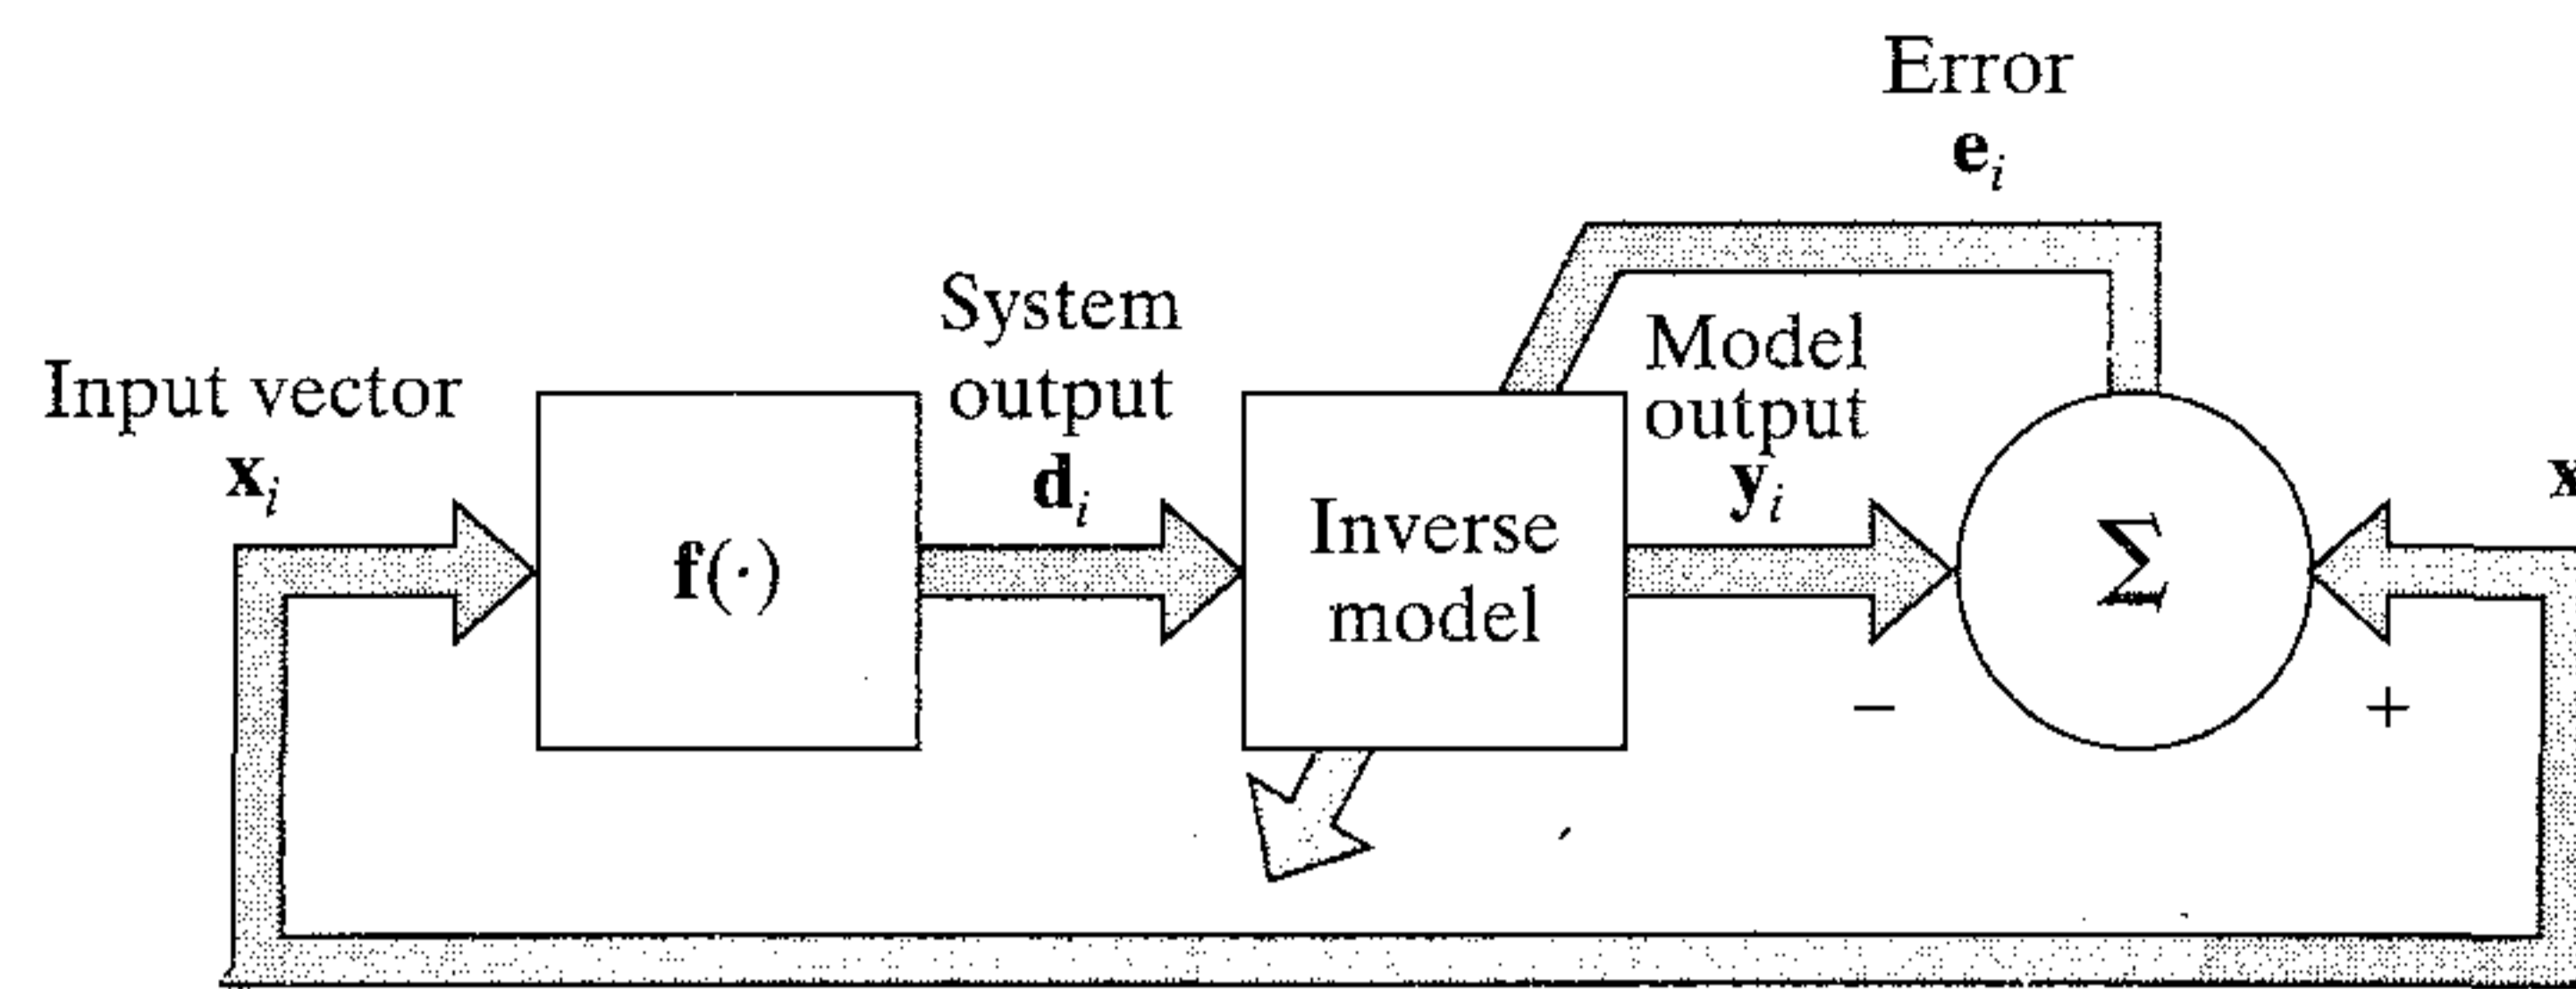 Error
e_i
System
output
d_i
Input vector
x_i
Model
output
y_i
f(·)
Inverse
model
Σ
x
−
+